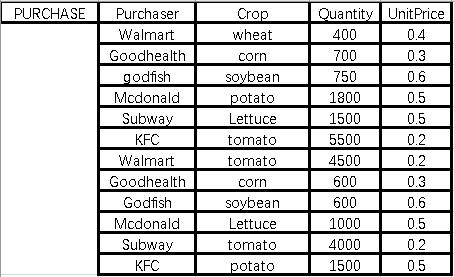 PURCHASE Purchaser Crop Quantity UnitPrice
Walmart wheat 400 0.4
Goodhealth corn 700 0.3
godfish soybean 750 0.6
Mcdonald potato 1800 0.5
Subway Lettuce 1500 0.5
KFC tomato 5500 0.2
Walmart tomato 4500 0.2
Goodhealth corn 600 0.3
Godfish soybean 600 0.6
Mcdonald Lettuce 1000 0.5
Subway tomato 4000 0.2
KFC potato 1500 0.5